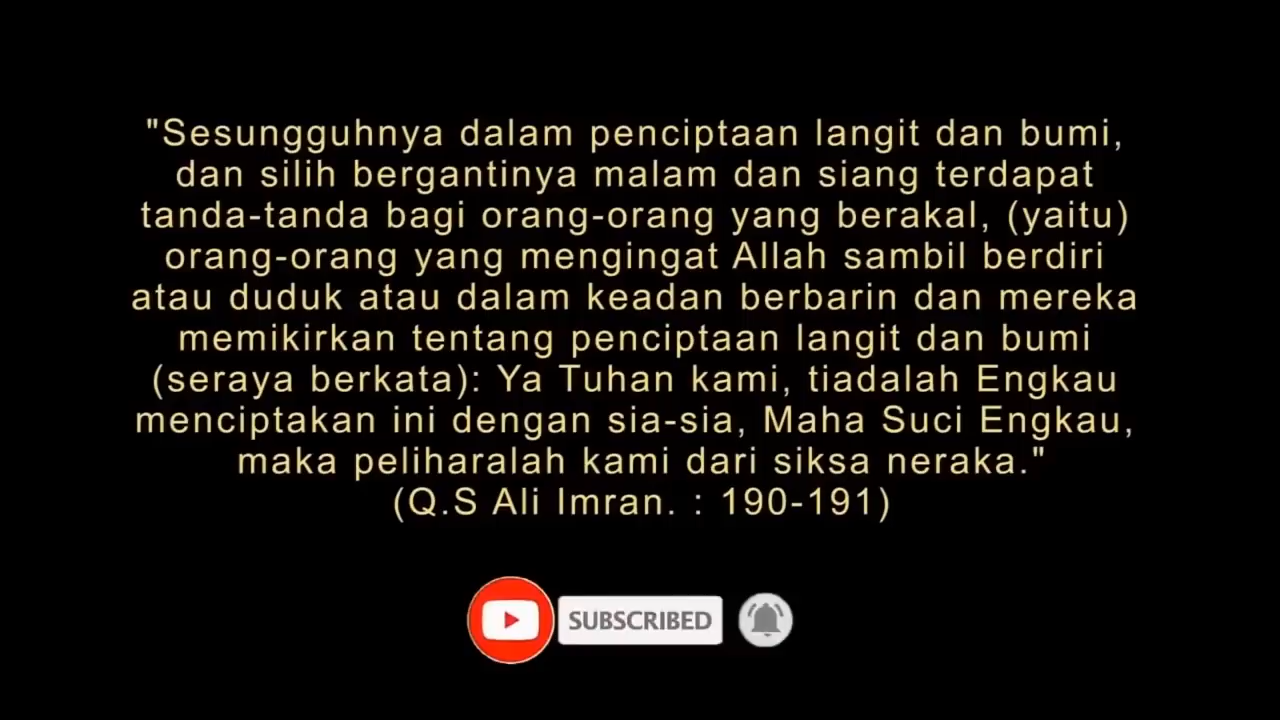 "Sesungguhnya dalam penciptaan langit dan bumi,
dan silih bergantinya malam dan siang terdapat
tanda-tanda bagi orang-orang yang berakal, (yaitu)
orang-orang yang mengingat Allah sambil berdiri
atau duduk atau dalam keadan berbarin dan mereka
memikirkan tentang penciptaan langit dan bumi
(seraya berkata): Ya Tuhan kami, tiadalah Engkau
menciptakan ini dengan sia-sia, Maha Suci Engkau,
maka peliharalah kami dari siksa neraka."
(Q.S Ali Imran. : 190-191)
SUBSCRIBED